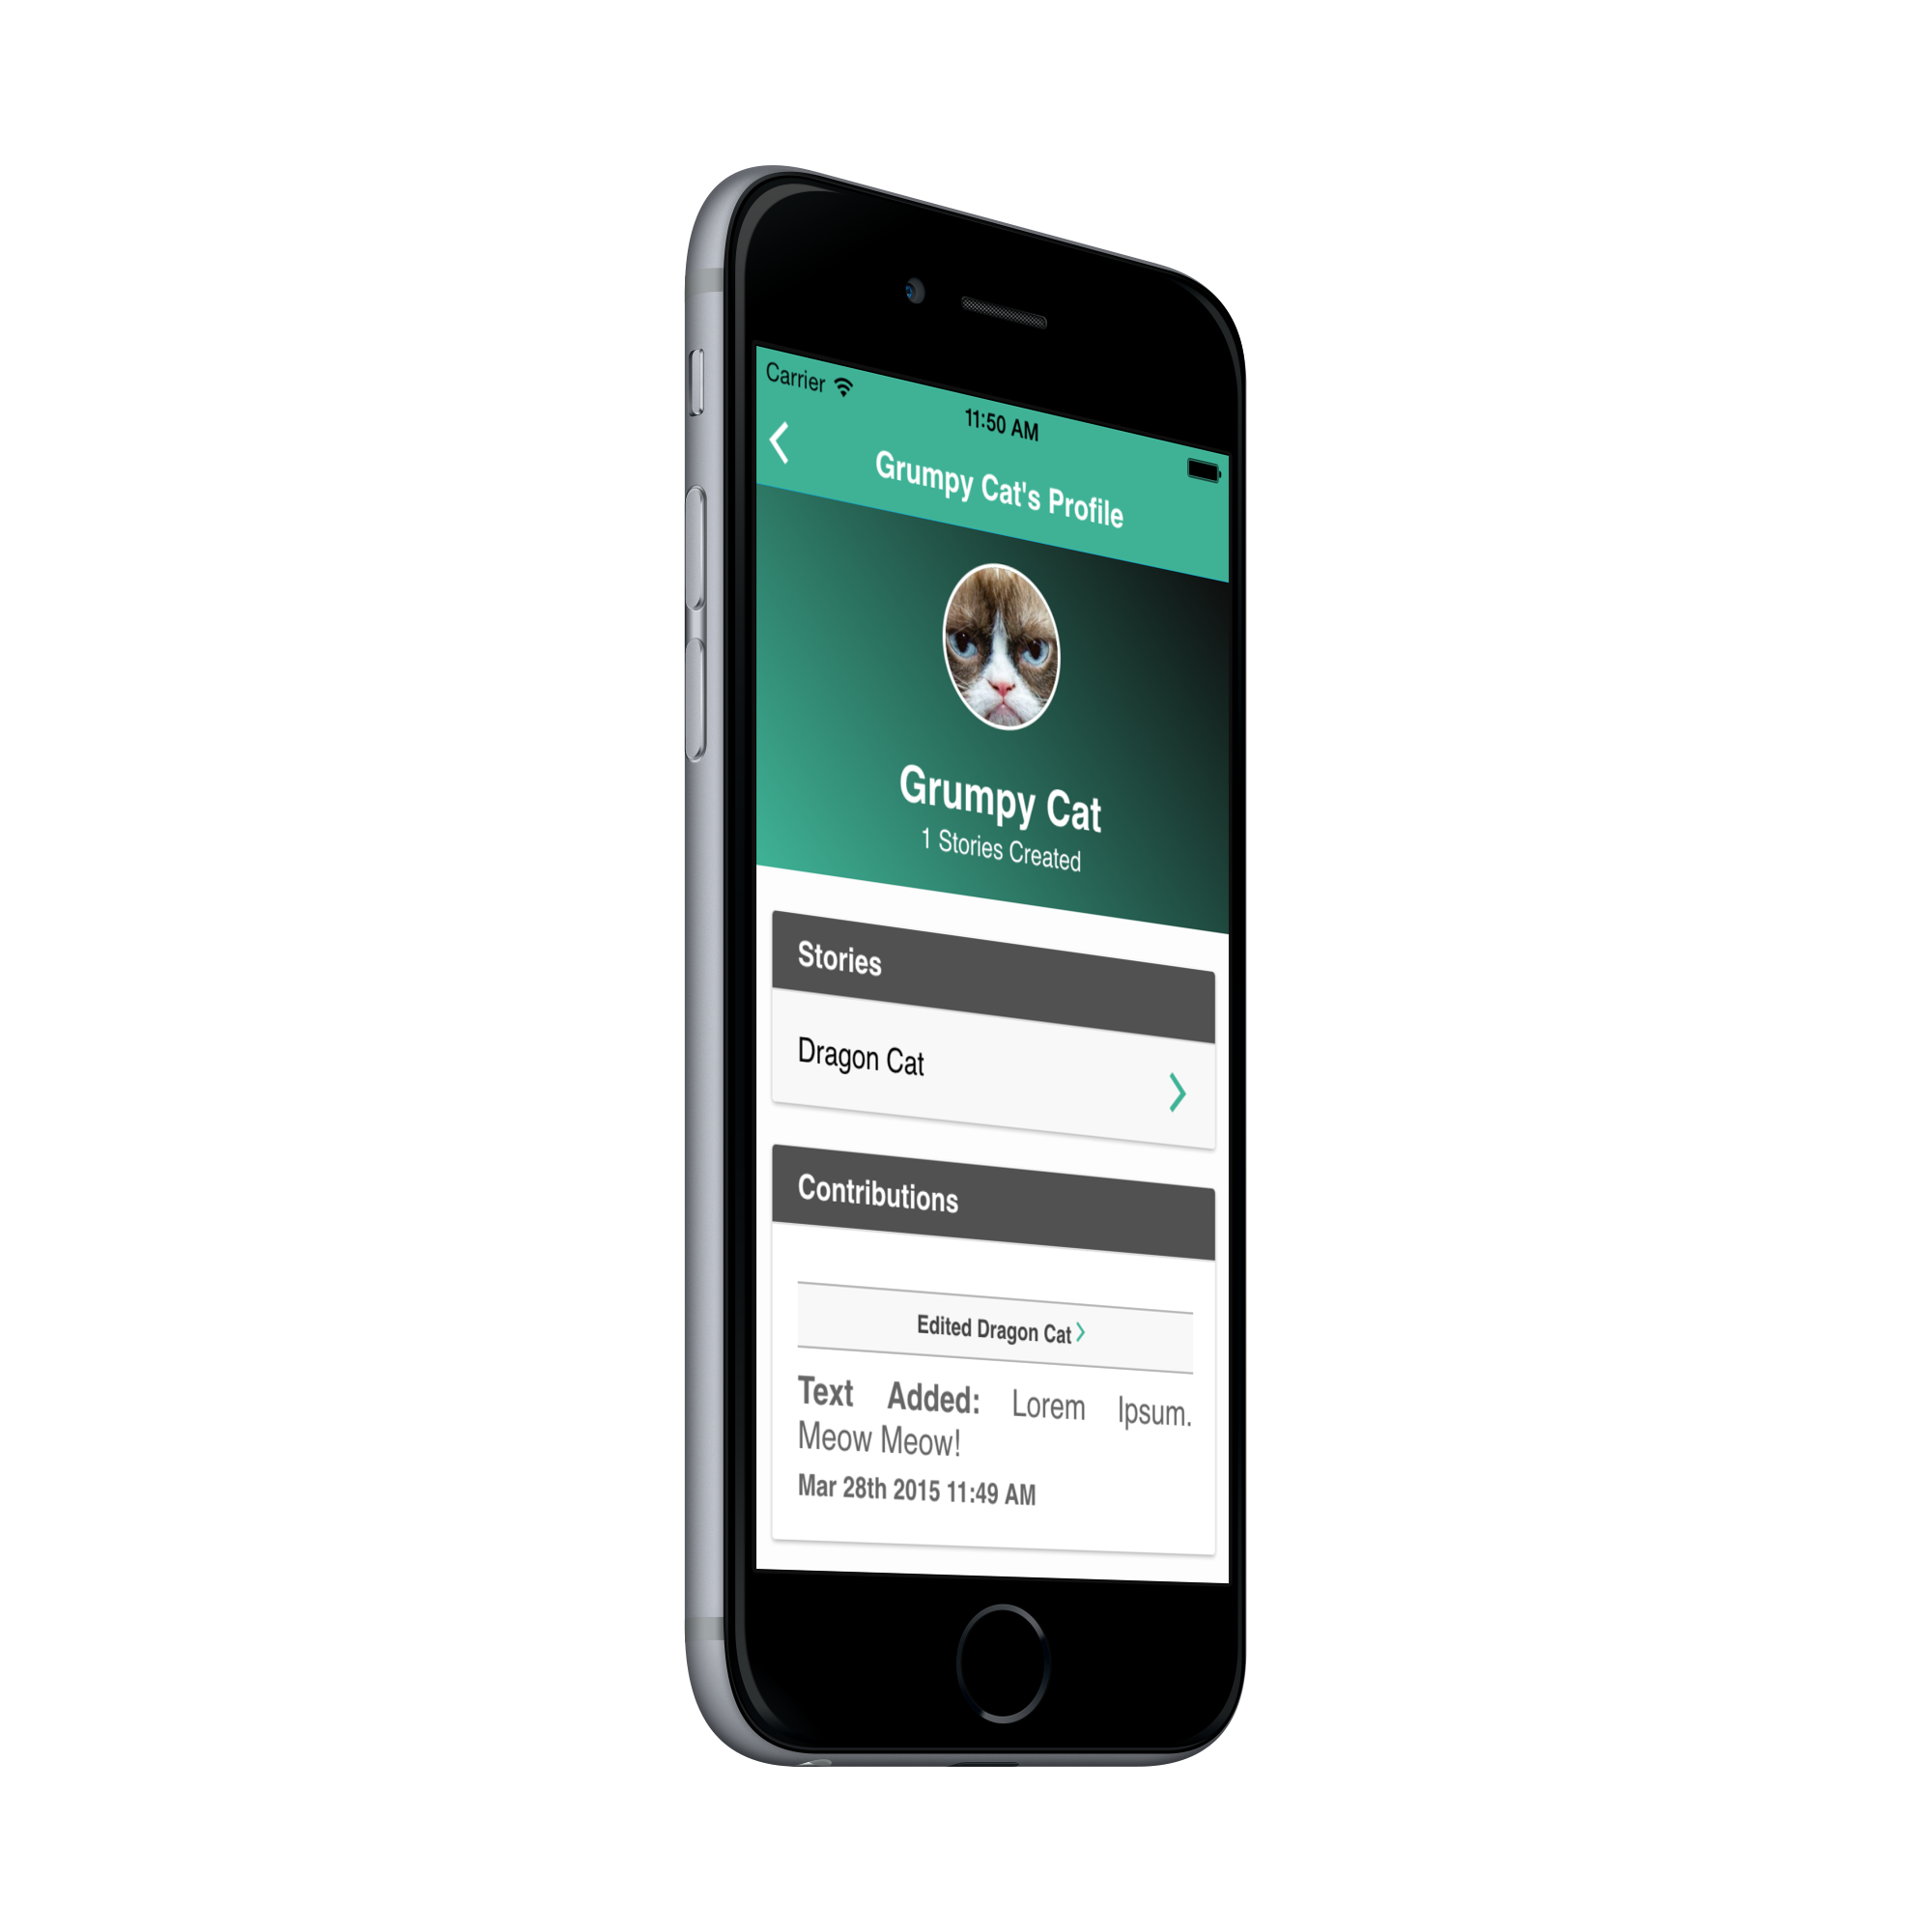 Carrier
11:50 AM
Grumpy Cat's Profile
Grumpy Cat
1 Stories Created
Stories
Dragon Cat
Contributions
Edited Dragon Cat
Text Added: Lorem Ipsum.
Meow Meow!
Mar 28th 2015 11:49 AM